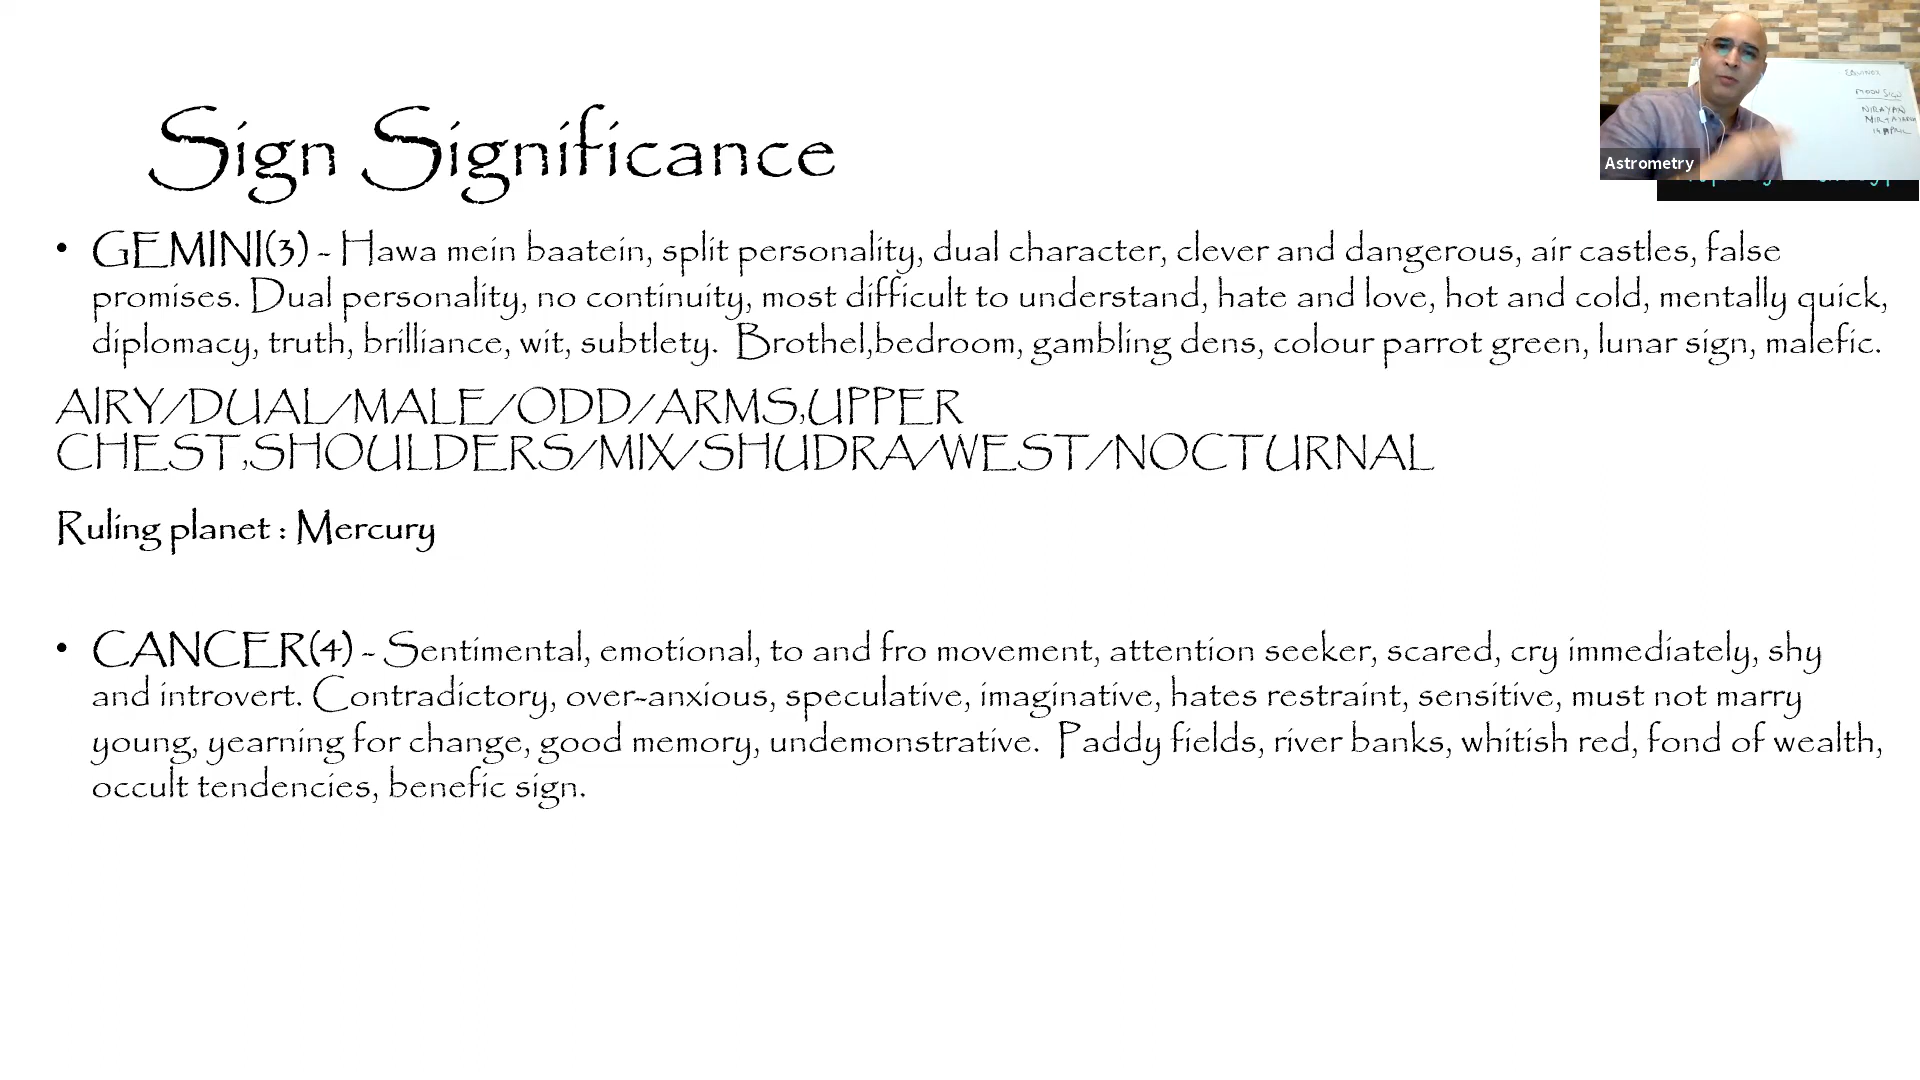 Sign Significance
• GEMINI(3) - Hawa mein baatein, split personality, dual character, clever and dangerous, air castles, false
promises. Dual personality, no continuity, most difficult to understand, hate and love, hot and cold, mentally quick,
diplomacy, truth, brilliance, wit, subtlety. Brothel,bedroom, gambling dens, colour parrot green, lunar sign, malefic.
AIRY/DUAL/MALE/ODD/ARMS,UPPER
CHEST,SHOULDERS/MIX/SHUDRA/WEST/NOCTURNAL
Ruling planet : Mercury
• CANCER(4) - Sentimental, emotional, to and fro movement, attention seeker, scared, cry immediately, shy
and introvert. Contradictory, over-anxious, speculative, imaginative, hates restraint, sensitive, must not marry
young, yearning for change, good memory, undemonstrative. Paddy fields, river banks, whitish red, fond of wealth,
occult tendencies, benefic sign.
Astrometry
MOON SIGN
NIRAYAN
14 APRIL